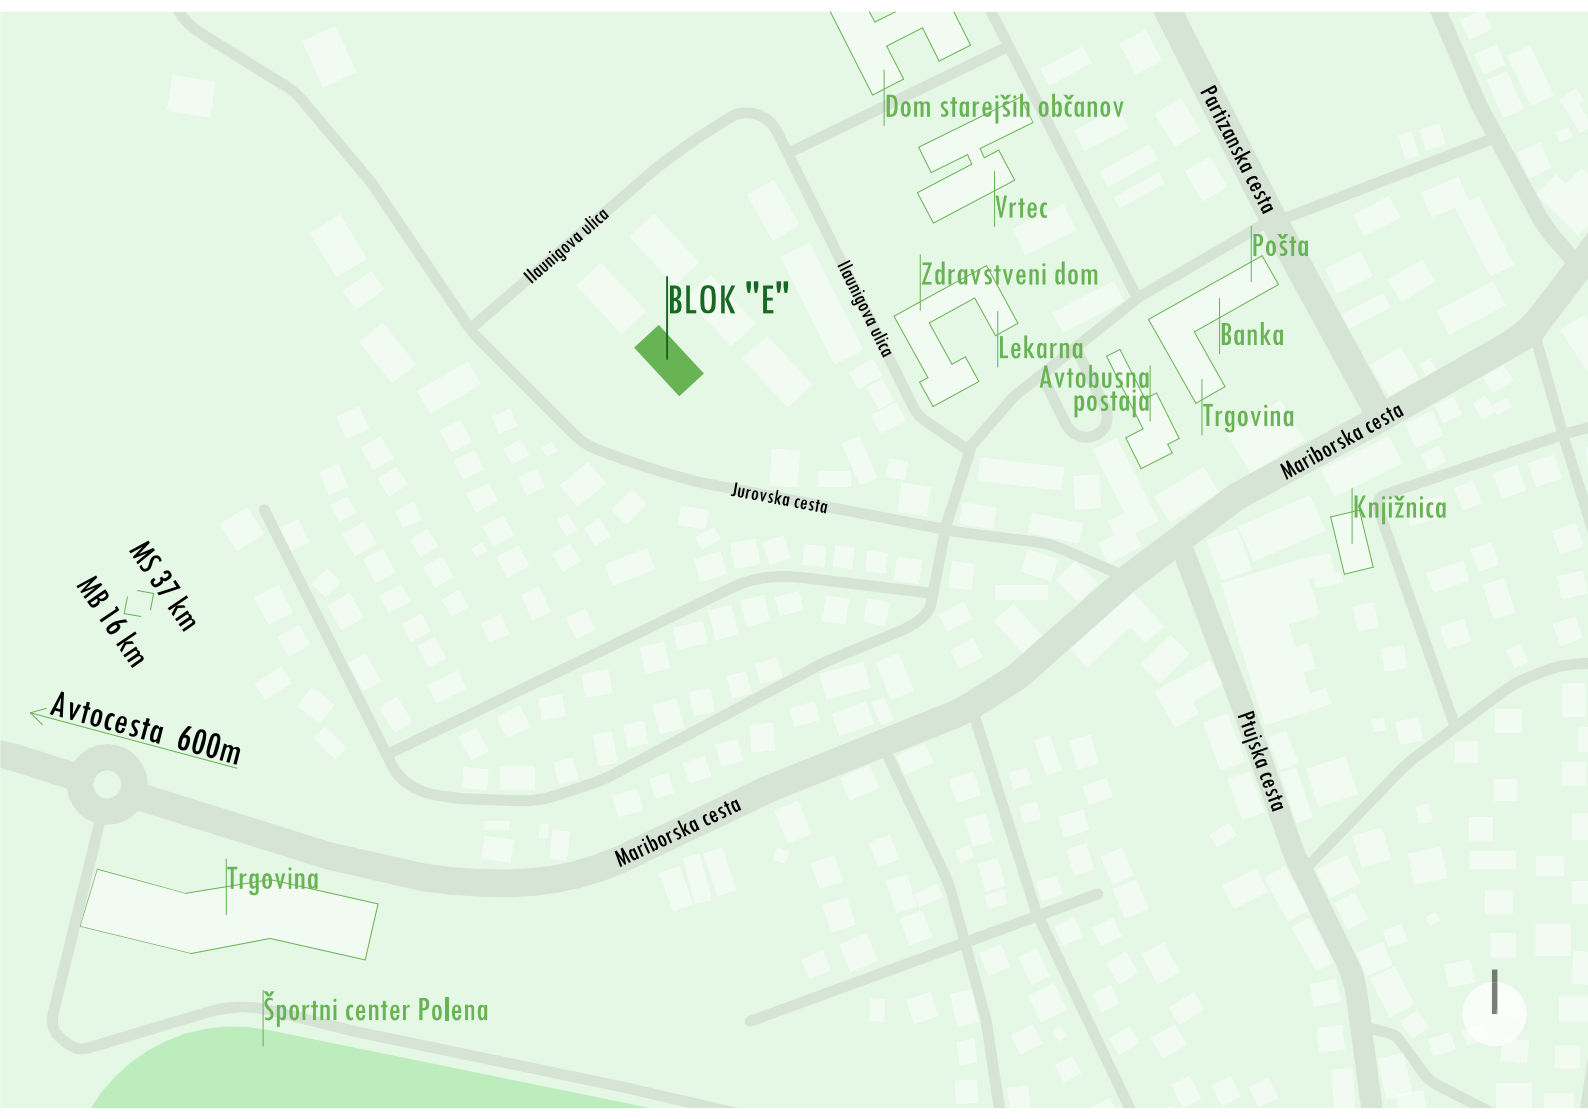 Dom starejših občanov
Partizanska cesta
Vrtec
Ilaunigova ulica
Pošta
Zdravstveni dom
Ilaunigova ulica
BLOK "E"
Banka
Lekarna
Avtobusna
postaja
Trgovina
Mariborska cesta
Jurovska cesta
Knjižnica
MS 37 km
MB 16 km
Avtocesta 600m
Ptujska cesta
Mariborska cesta
Trgovina
Športni center Polena